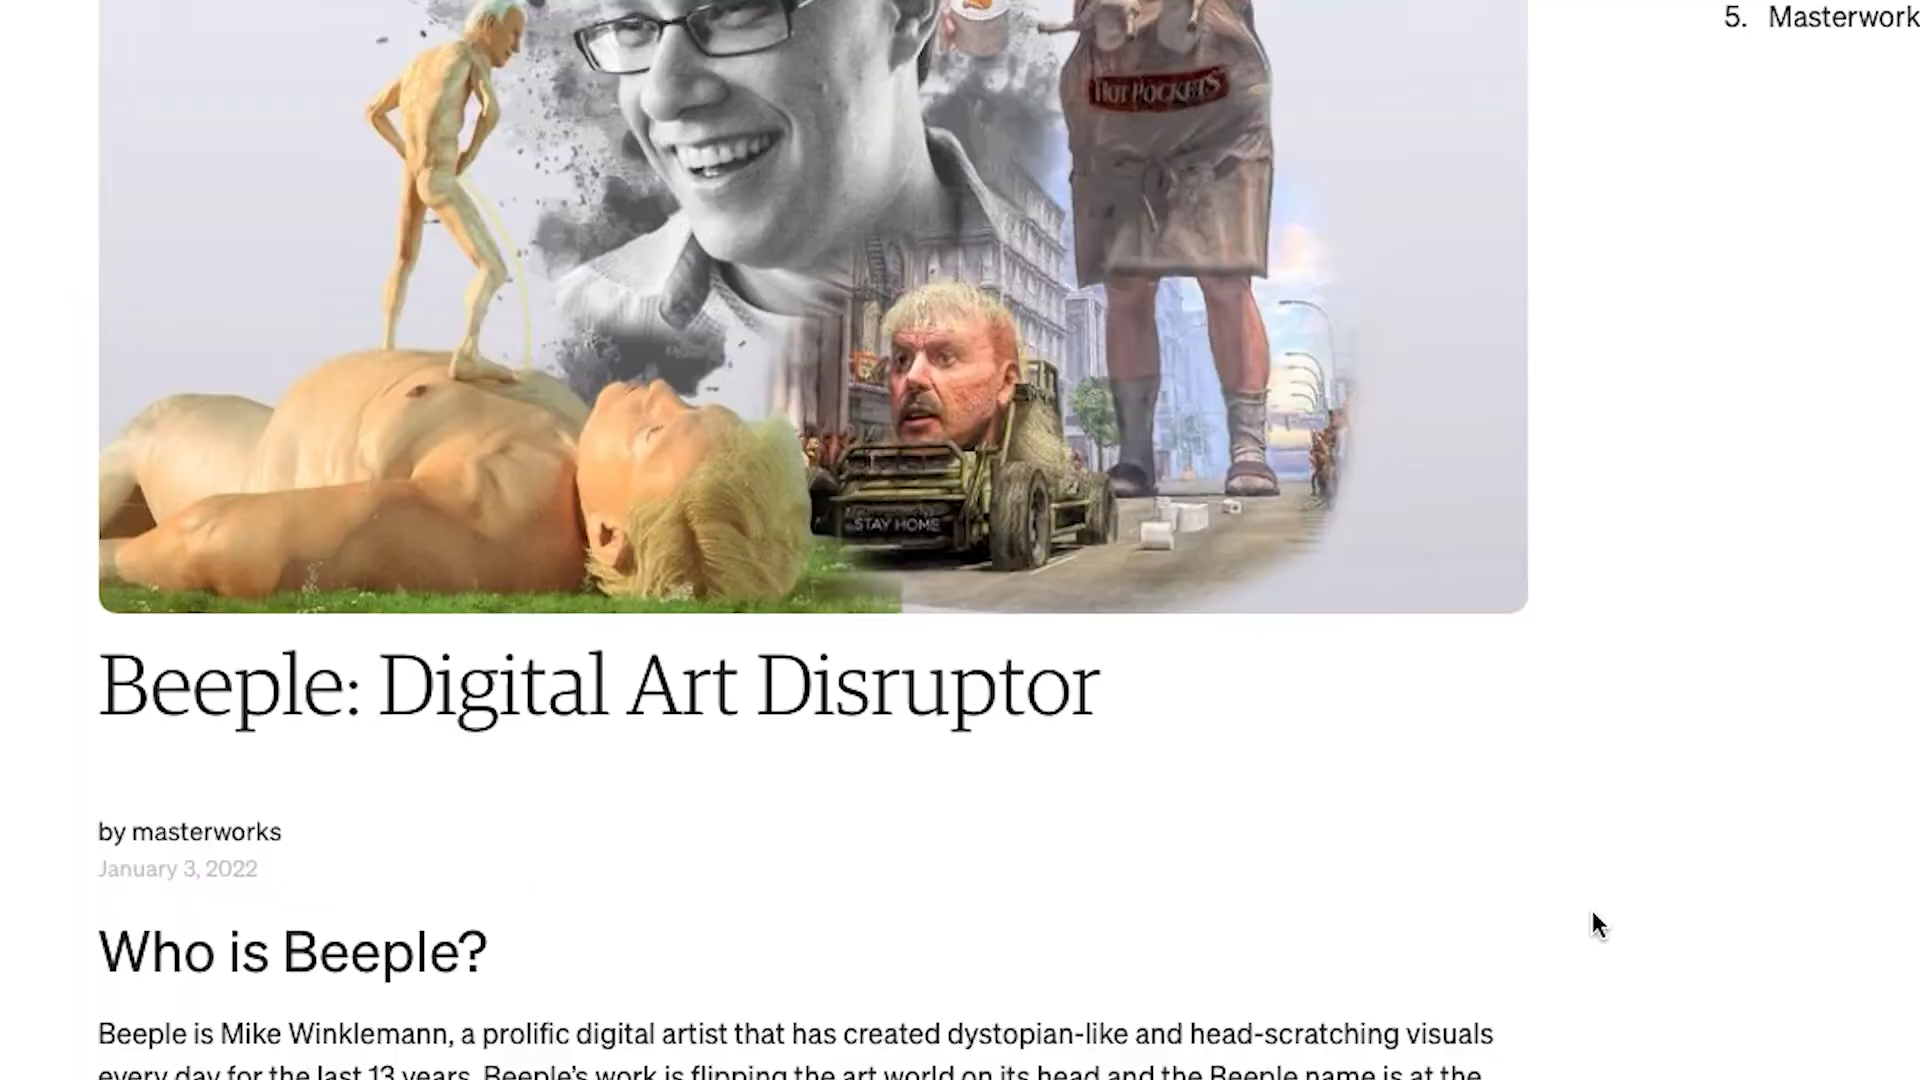 5. Masterwork
HOT POCKETS
STAY HOME
Beeple: Digital Art Disruptor
by masterworks
January 3, 2022
Who is Beeple?
Beeple is Mike Winklemann, a prolific digital artist that has created dystopian-like and head-scratching visuals
every day for the last 13 years. Beeple’s work is flipping the art world on its head and the Beeple name is at the